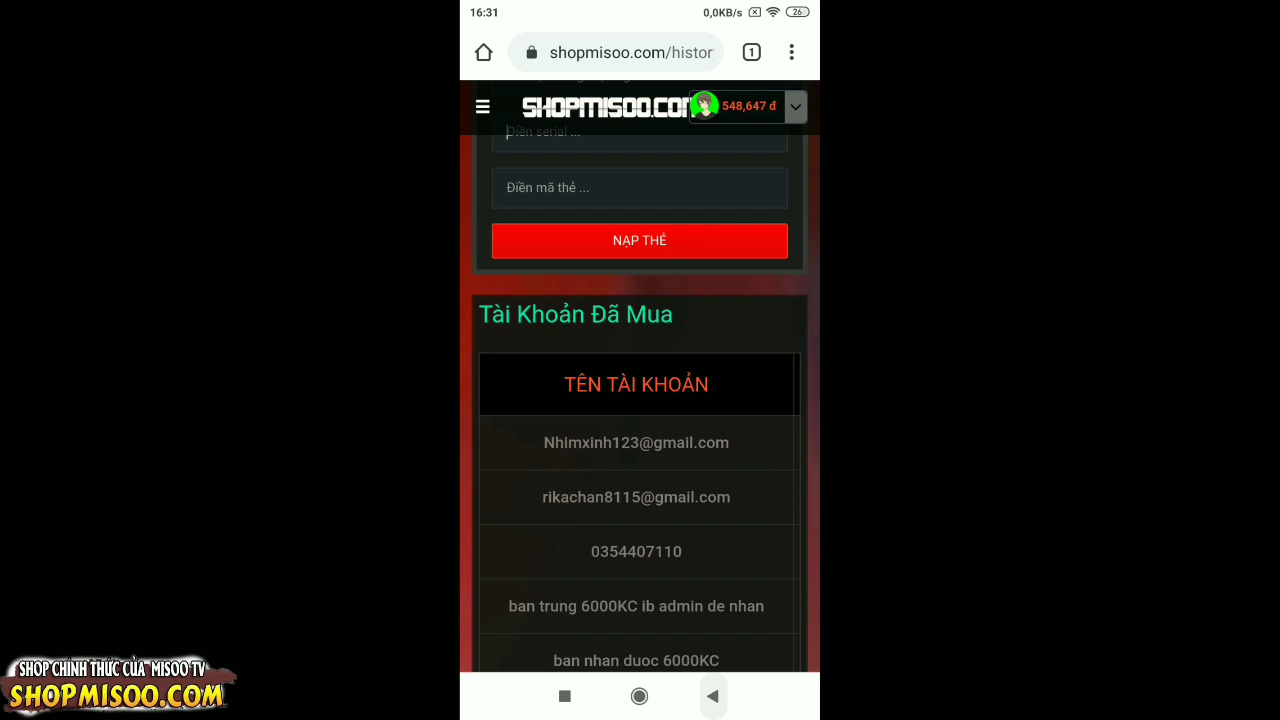 16:31
0,0KB/s
26
shopmisoo.com/histor
1
SHOPMISOO.COM
548,647 đ
Điền serial ...
Điền mã thẻ ...
NẠP THẺ
Tài Khoản Đã Mua
TÊN TÀI KHOẢN
Nhimxinh123@gmail.com
rikachan8115@gmail.com
0354407110
ban trung 6000KC ib admin de nhan
ban nhan duoc 6000KC
SHOP CHÍNH THỨC CỦA MISOO TV
SHOPMISOO.COM